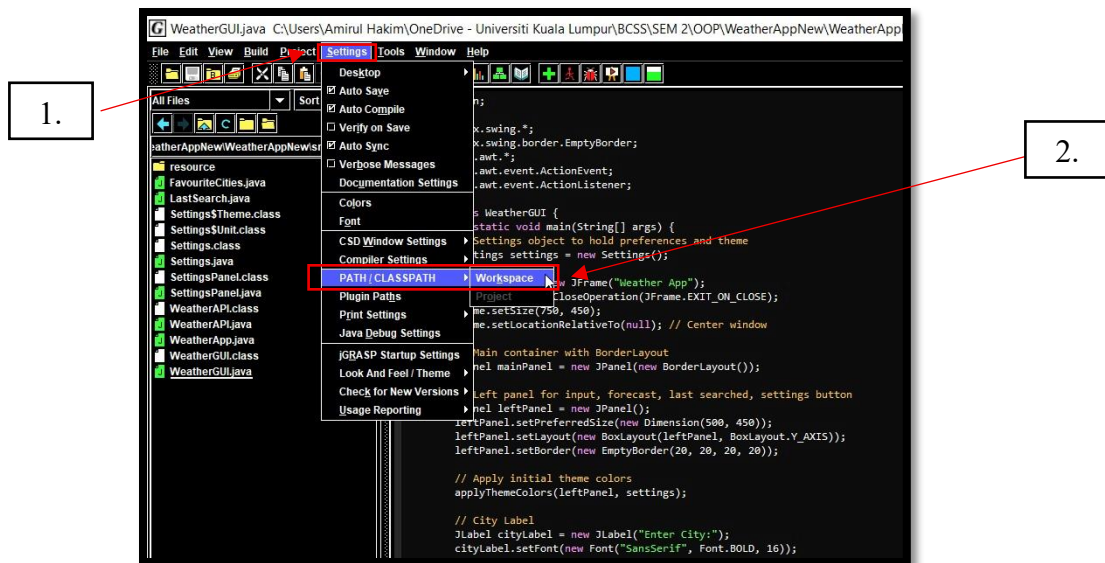 WeatherGUI.java C:\Users\Amirul Hakim\OneDrive - Universiti Kuala Lumpur\BCSS\SEM 2\OOP\WeatherAppNew\WeatherAppl
File Edit View Build Project Settings Tools Window Help
1.
2.
All Files Sort
eatherAppNew\WeatherAppNew\sr
resource
FavouriteCities.java
LastSearch.java
Settings$Theme.class
Settings$Unit.class
Settings.class
Settings.java
SettingsPanel.class
SettingsPanel.java
WeatherAPI.class
WeatherAPI.java
WeatherApp.java
WeatherGUI.class
WeatherGUI.java
Desktop
Auto Save
Auto Compile
Verify on Save
Auto Sync
Verbose Messages
Documentation Settings
Colors
Font
CSD Window Settings
Compiler Settings
PATH / CLASSPATH
Plugin Paths
Print Settings
Java Debug Settings
jGRASP Startup Settings
Look And Feel / Theme
Check for New Versions
Usage Reporting
Workspace
Project
n;
x.swing.*;
x.swing.border.EmptyBorder;
.awt.*;
.awt.event.ActionEvent;
.awt.event.ActionListener;
s WeatherGUI {
static void main(String[] args) {
Settings object to hold preferences and theme
tings settings = new Settings();
w JFrame("Weather App");
CloseOperation(JFrame.EXIT_ON_CLOSE);
me.setSize(750, 450);
me.setLocationRelativeTo(null); // Center window
Main container with BorderLayout
nel mainPanel = new JPanel(new BorderLayout());
Left panel for input, forecast, last searched, settings button
nel leftPanel = new JPanel();
leftPanel.setPreferredSize(new Dimension(500, 450));
leftPanel.setLayout(new BoxLayout(leftPanel, BoxLayout.Y_AXIS));
leftPanel.setBorder(new EmptyBorder(20, 20, 20, 20));
// Apply initial theme colors
applyThemeColors(leftPanel, settings);
// City Label
JLabel cityLabel = new JLabel("Enter City:");
cityLabel.setFont(new Font("SansSerif", Font.BOLD, 16));